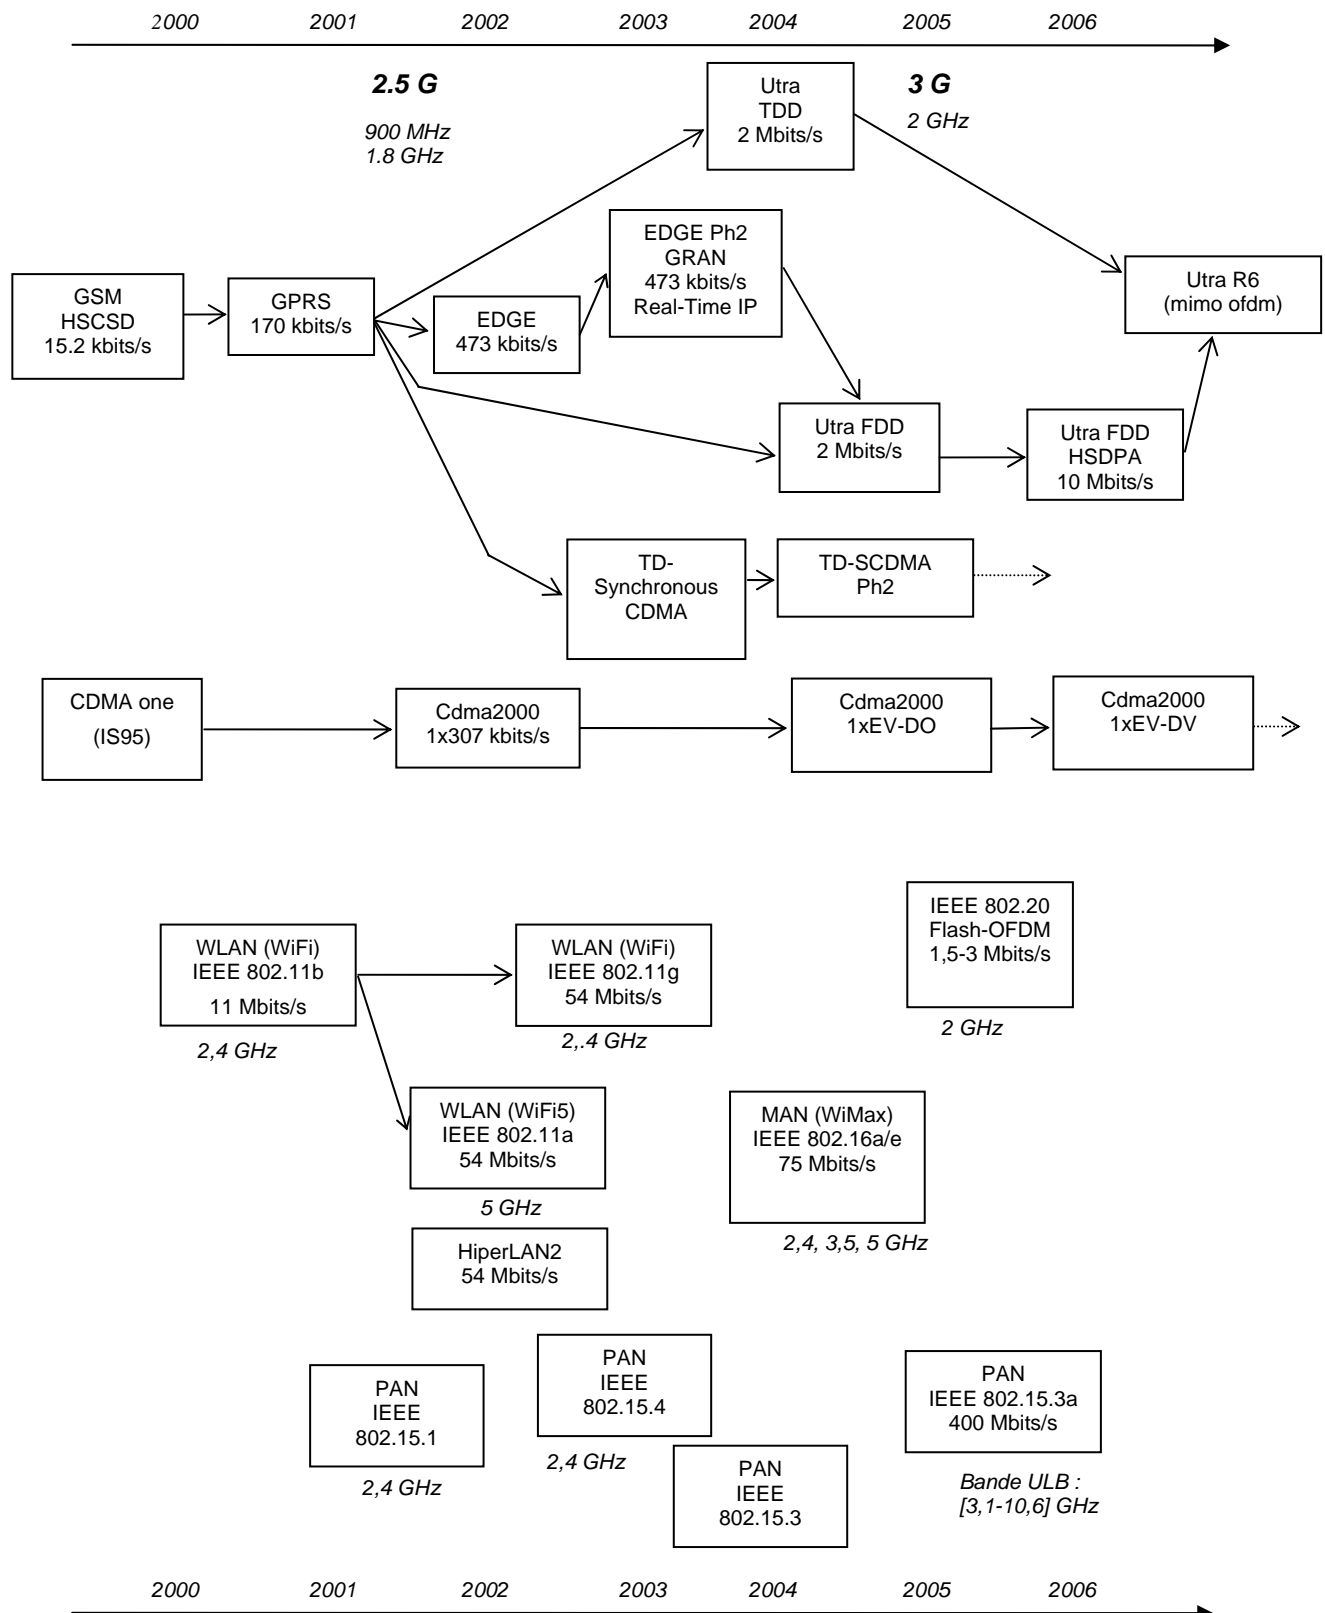 2000 2001 2002 2003 2004 2005 2006
2.5 G
900 MHz
1.8 GHz
Utra
TDD
2 Mbits/s
3 G
2 GHz
GSM
HSCSD
15.2 kbits/s
GPRS
170 kbits/s
EDGE
473 kbits/s
EDGE Ph2
GRAN
473 kbits/s
Real-Time IP
Utra R6
(mimo ofdm)
Utra FDD
2 Mbits/s
Utra FDD
HSDPA
10 Mbits/s
TD-
Synchronous
CDMA
TD-SCDMA
Ph2
CDMA one
(IS95)
Cdma2000
1x307 kbits/s
Cdma2000
1xEV-DO
Cdma2000
1xEV-DV
IEEE 802.20
Flash-OFDM
1,5-3 Mbits/s
2 GHz
WLAN (WiFi)
IEEE 802.11b
11 Mbits/s
2,4 GHz
WLAN (WiFi)
IEEE 802.11g
54 Mbits/s
2,.4 GHz
WLAN (WiFi5)
IEEE 802.11a
54 Mbits/s
5 GHz
MAN (WiMax)
IEEE 802.16a/e
75 Mbits/s
2,4, 3,5, 5 GHz
HiperLAN2
54 Mbits/s
PAN
IEEE
802.15.1
2,4 GHz
PAN
IEEE
802.15.4
2,4 GHz
PAN
IEEE
802.15.3
PAN
IEEE 802.15.3a
400 Mbits/s
Bande ULB :
[3,1-10,6] GHz
2000 2001 2002 2003 2004 2005 2006